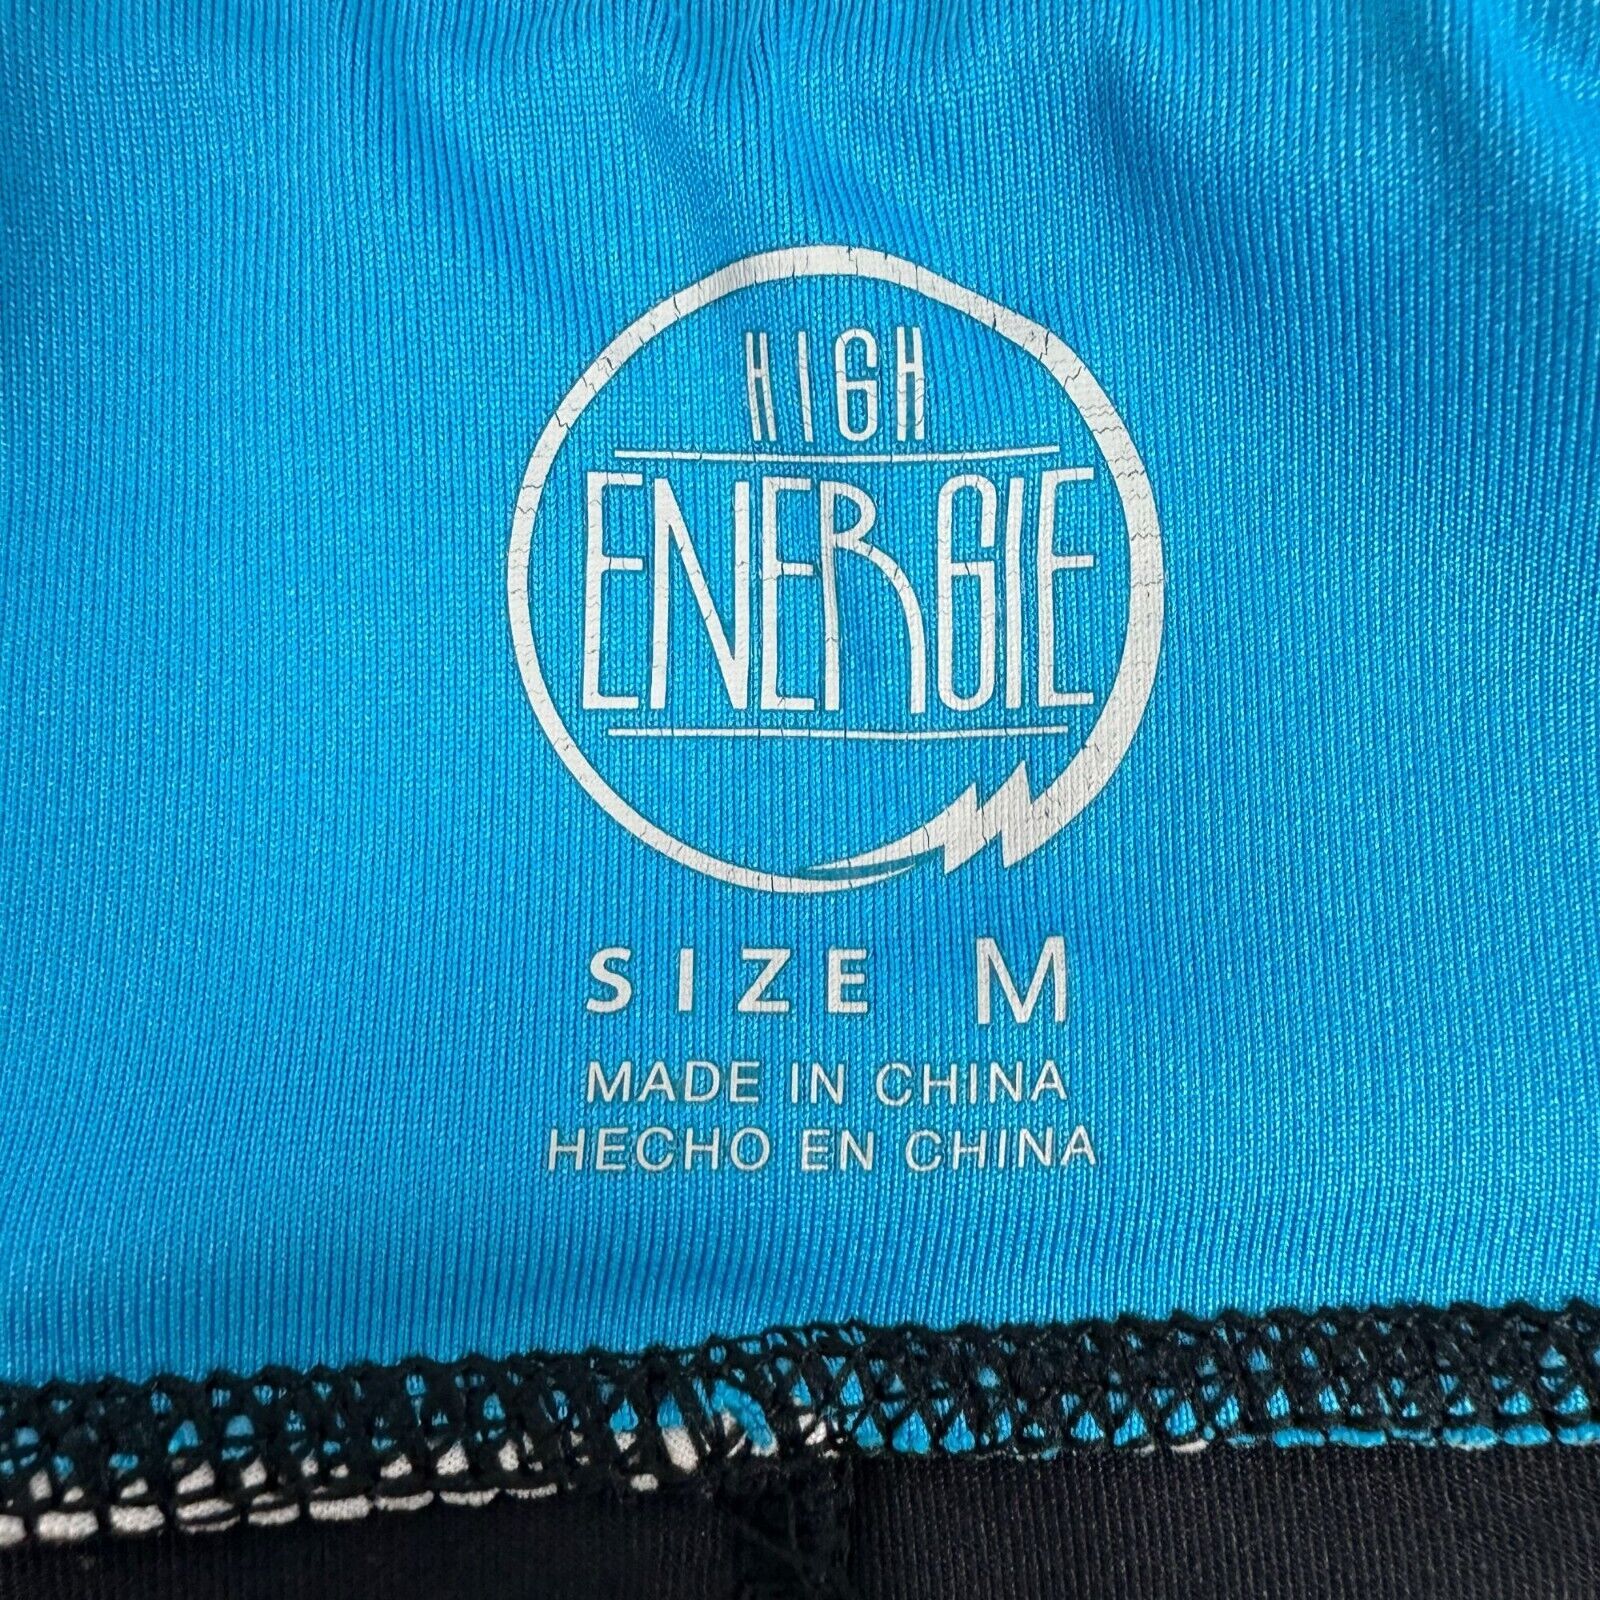 HIGH
ENERGIE
SIZE M
MADE IN CHINA
HECHO EN CHINA